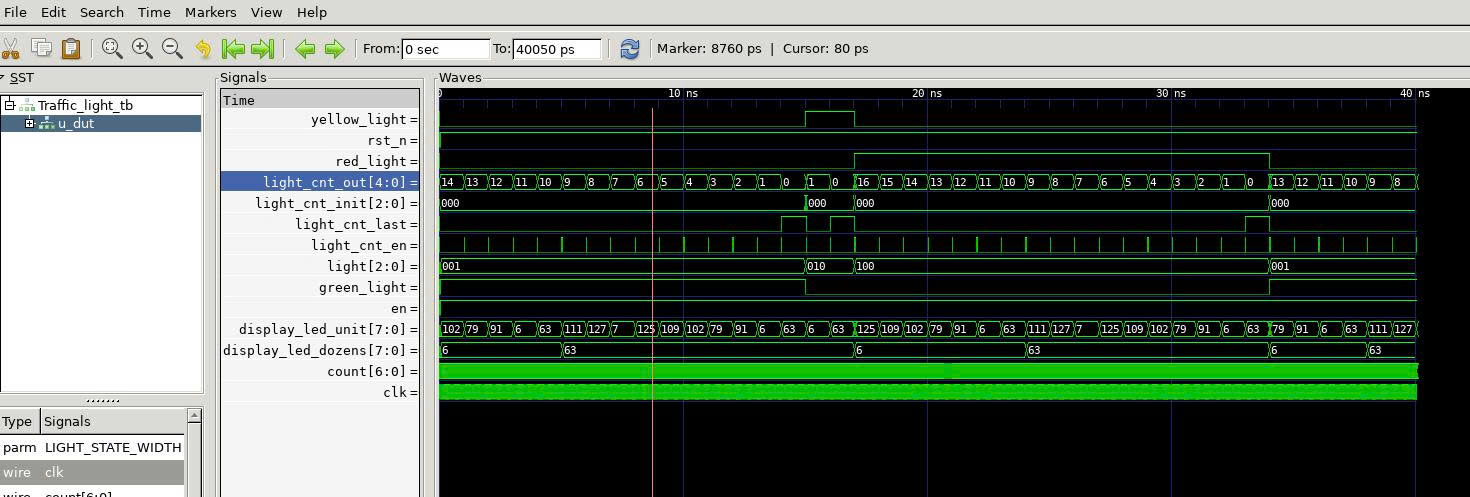 File Edit Search Time Markers View Help
From: 0 sec To: 40050 ps Marker: 8760 ps | Cursor: 80 ps
SST
Traffic_light_tb
u_dut
Type Signals
parm LIGHT_STATE_WIDTH
wire clk
wire count[6:0]
Signals
Waves
Time
0 10 ns 20 ns 30 ns 40 ns
yellow_light=
rst_n=
red_light=
light_cnt_out[4:0]= 14 13 12 11 10 9 8 7 6 5 4 3 2 1 0 1 0 16 15 14 13 12 11 10 9 8 7 6 5 4 3 2 1 0 13 12 11 10 9 8
light_cnt_init[2:0]= 000 000 000 000
light_cnt_last=
light_cnt_en=
light[2:0]= 001 010 100 001
green_light=
en=
display_led_unit[7:0]= 102 79 91 6 63 111 127 7 125 109 102 79 91 6 63 6 63 125 109 102 79 91 6 63 111 127 7 125 109 102 79 91 6 63 79 91 6 63 111 127
display_led_dozens[7:0]= 6 63 6 63 6 63
count[6:0]=
clk=